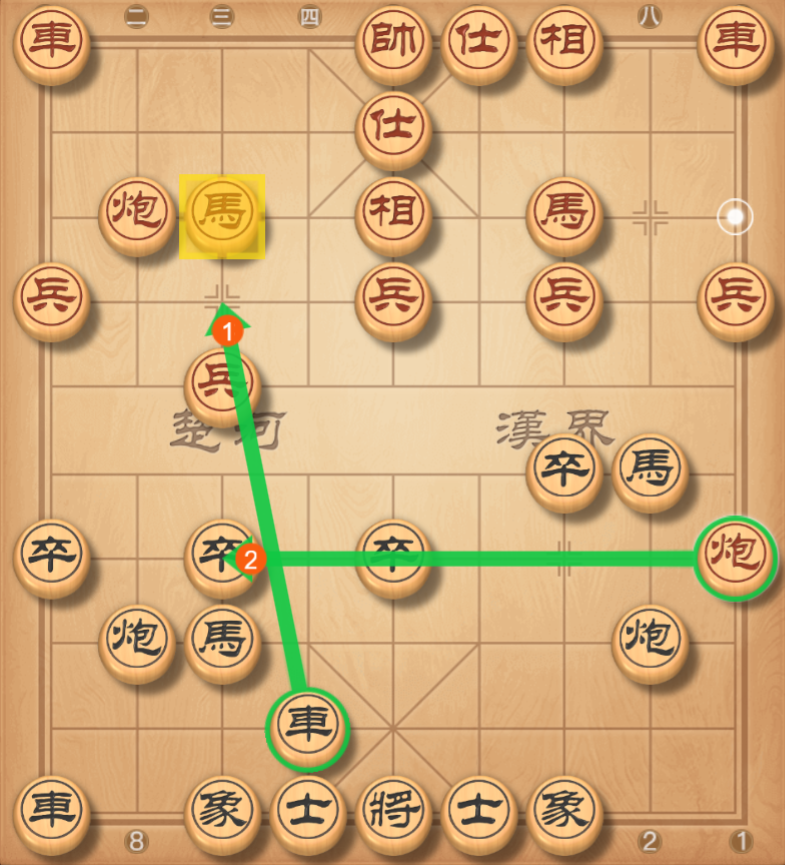 二 三 四 八
車 帥 仕 相 車
仕
炮 馬 相 馬
兵 兵 兵 兵
1
兵
楚 河 漢 界
卒 馬
卒 卒 2 卒 炮
炮 馬 炮
車
車 象 士 將 士 象
8 2 1